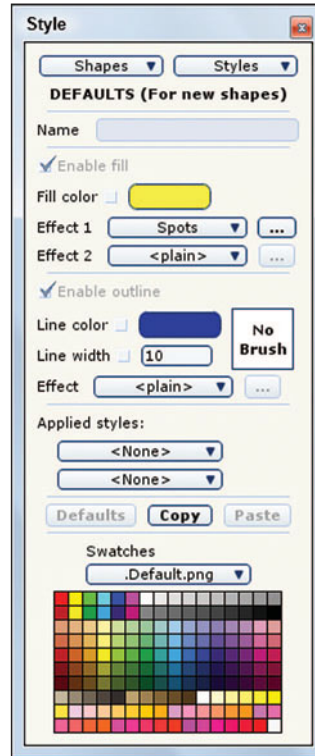 Style
Shapes Styles
DEFAULTS (For new shapes)
Name
Enable fill
Fill color
Effect 1 Spots ...
Effect 2 <plain> ...
Enable outline
Line color
No
Brush
Line width 10
Effect <plain> ...
Applied styles:
<None>
<None>
Defaults Copy Paste
Swatches
.Default.png